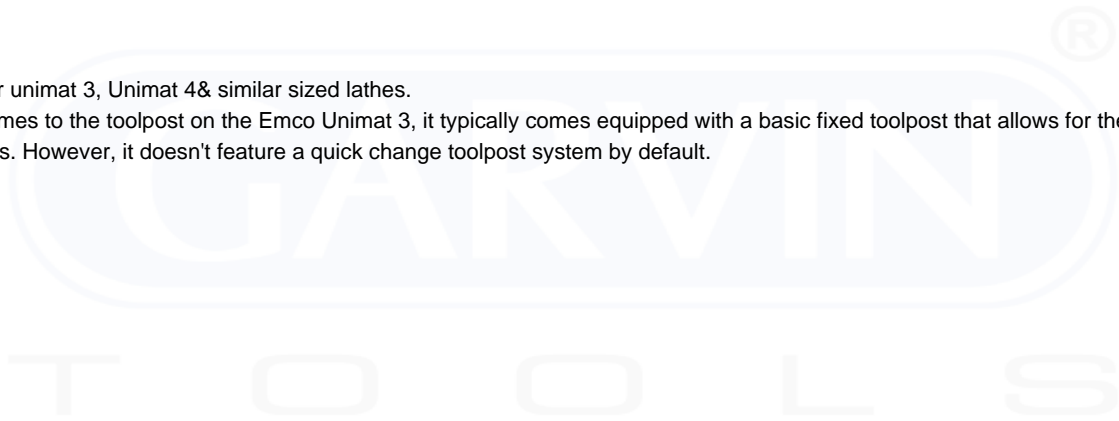 r unimat 3, Unimat 4& similar sized lathes.
mes to the toolpost on the Emco Unimat 3, it typically comes equipped with a basic fixed toolpost that allows for the
s. However, it doesn't feature a quick change toolpost system by default.
®
GARVIN
TOOLS